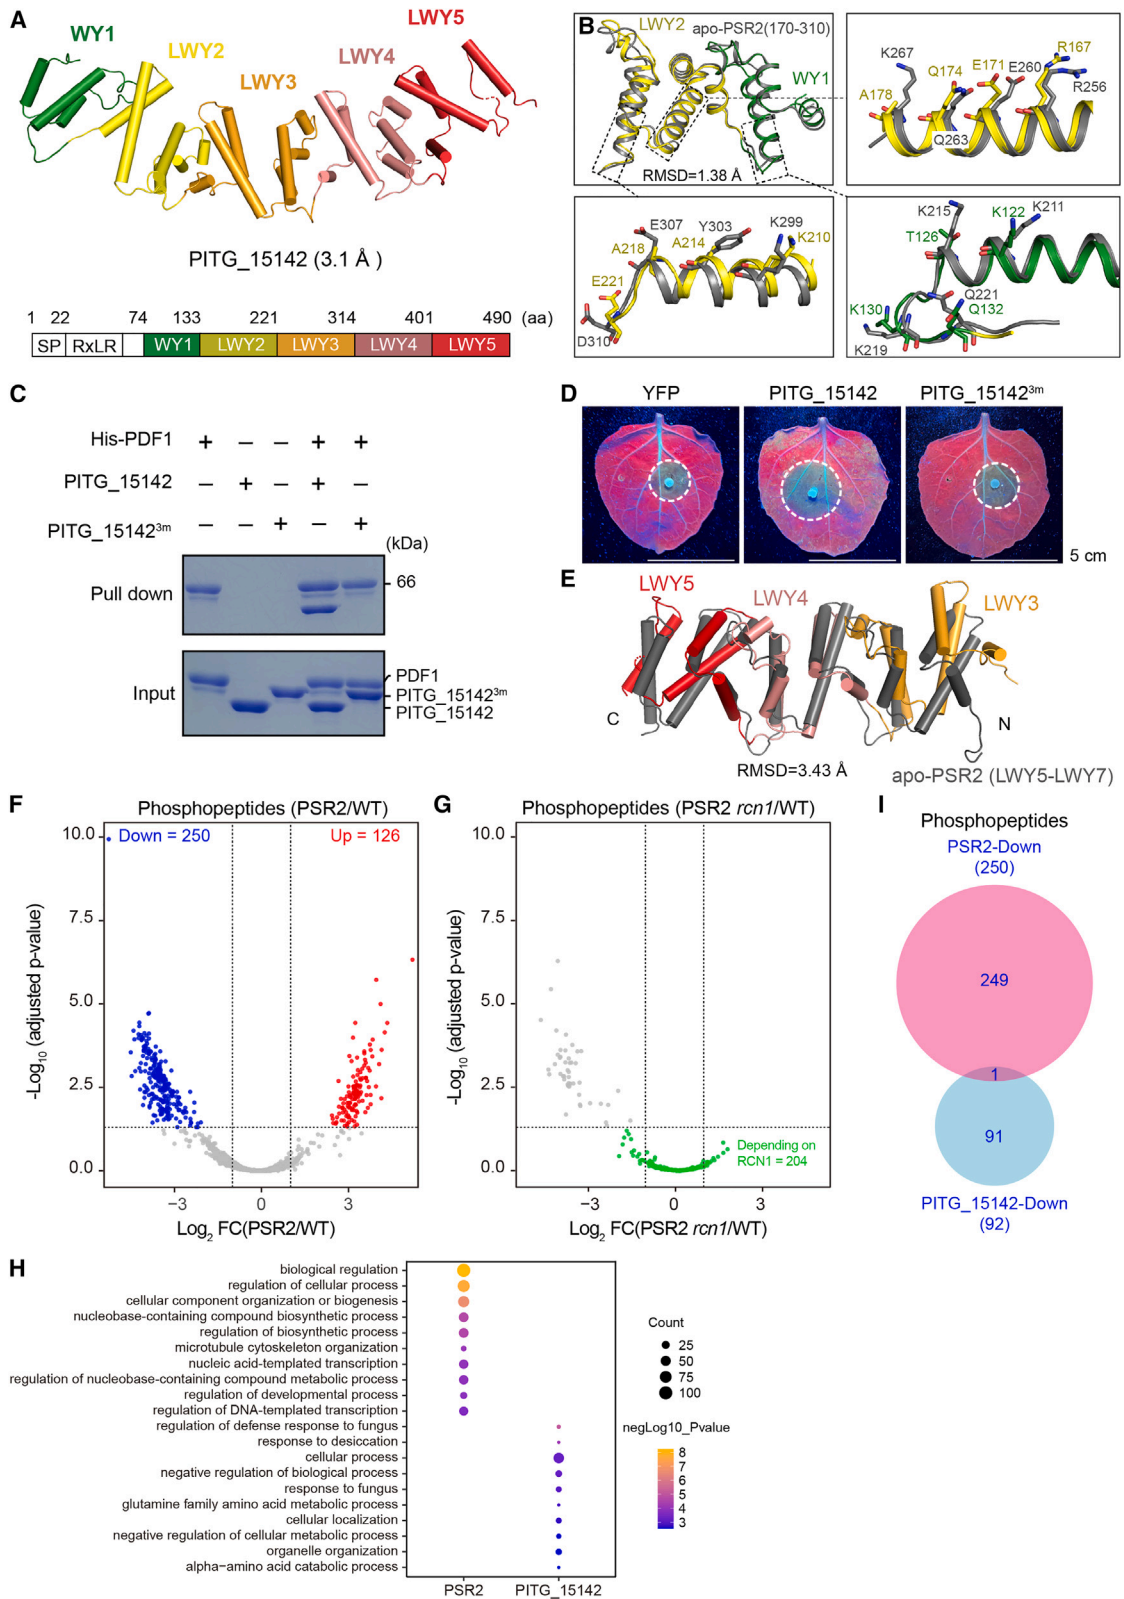 A
WY1
LWY2
LWY3
LWY4
LWY5
PITG_15142 (3.1 Å )
1 22 74 133 221 314 401 490 (aa)
SP RxLR WY1 LWY2 LWY3 LWY4 LWY5
B
LWY2
apo-PSR2(170-310)
WY1
RMSD=1.38 Å
K267
Q174
E171
E260
R167
R256
A178
Q263
E307
Y303
K299
A218
A214
K210
E221
D310
K215
K122
K211
T126
K130
Q221
Q132
K219
C
His-PDF1 + – – + +
PITG_15142 – + – + –
PITG_15142³ᵐ – – + – +
(kDa)
Pull down
66
Input
PDF1
PITG_15142³ᵐ
PITG_15142
D
YFP
PITG_15142
PITG_15142³ᵐ
5 cm
E
LWY5
LWY4
LWY3
C
N
RMSD=3.43 Å
apo-PSR2 (LWY5-LWY7)
F
Phosphopeptides (PSR2/WT)
Down = 250
Up = 126
10.0
7.5
5.0
2.5
0.0
-Log₁₀ (adjusted p-value)
−3 0 3
Log₂ FC(PSR2/WT)
G
Phosphopeptides (PSR2 rcn1/WT)
10.0
7.5
5.0
2.5
0.0
-Log₁₀ (adjusted p-value)
Depending on
RCN1 = 204
−3 0 3
Log₂ FC(PSR2 rcn1/WT)
I
Phosphopeptides
PSR2-Down
(250)
249
1
91
PITG_15142-Down
(92)
H
biological regulation
regulation of cellular process
cellular component organization or biogenesis
nucleobase-containing compound biosynthetic process
regulation of biosynthetic process
microtubule cytoskeleton organization
nucleic acid-templated transcription
regulation of nucleobase-containing compound metabolic process
regulation of developmental process
regulation of DNA-templated transcription
regulation of defense response to fungus
response to desiccation
cellular process
negative regulation of biological process
response to fungus
glutamine family amino acid metabolic process
cellular localization
negative regulation of cellular metabolic process
organelle organization
alpha−amino acid catabolic process
PSR2 PITG_15142
Count
25
50
75
100
negLog10_Pvalue
8
7
6
5
4
3